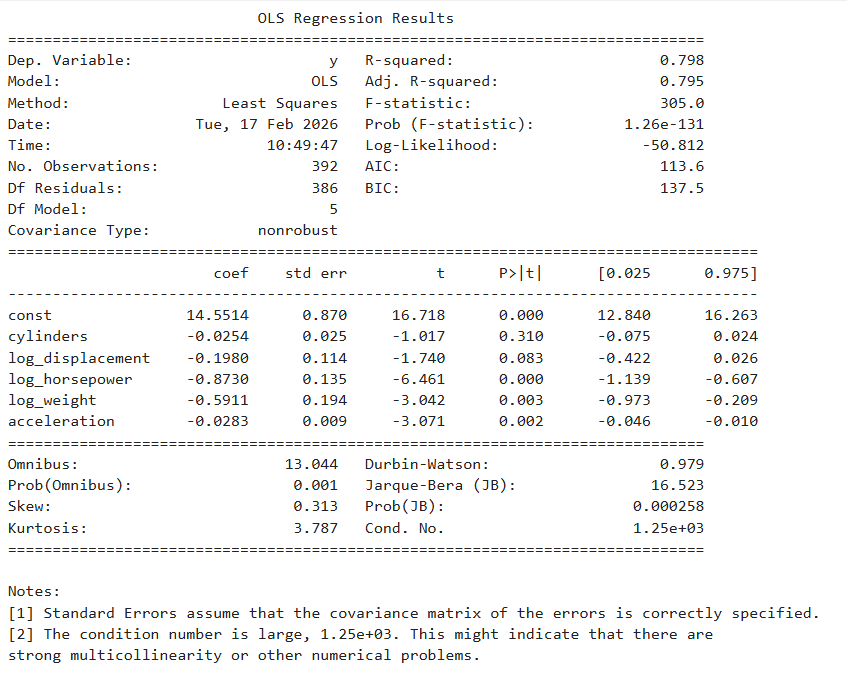 OLS Regression Results
==============================================================================
Dep. Variable:                      y   R-squared:                       0.798
Model:                            OLS   Adj. R-squared:                  0.795
Method:                 Least Squares   F-statistic:                     305.0
Date:                Tue, 17 Feb 2026   Prob (F-statistic):          1.26e-131
Time:                        10:49:47   Log-Likelihood:                -50.812
No. Observations:                 392   AIC:                             113.6
Df Residuals:                     386   BIC:                             137.5
Df Model:                           5
Covariance Type:            nonrobust
====================================================================================
                       coef    std err          t      P>|t|      [0.025      0.975]
------------------------------------------------------------------------------------
const               14.5514      0.870     16.718      0.000      12.840      16.263
cylinders           -0.0254      0.025     -1.017      0.310      -0.075       0.024
log_displacement    -0.1980      0.114     -1.740      0.083      -0.422       0.026
log_horsepower      -0.8730      0.135     -6.461      0.000      -1.139      -0.607
log_weight          -0.5911      0.194     -3.042      0.003      -0.973      -0.209
acceleration        -0.0283      0.009     -3.071      0.002      -0.046      -0.010
==============================================================================
Omnibus:                       13.044   Durbin-Watson:                   0.979
Prob(Omnibus):                  0.001   Jarque-Bera (JB):               16.523
Skew:                           0.313   Prob(JB):                     0.000258
Kurtosis:                       3.787   Cond. No.                     1.25e+03
==============================================================================
Notes:
[1] Standard Errors assume that the covariance matrix of the errors is correctly specified.
[2] The condition number is large, 1.25e+03. This might indicate that there are
strong multicollinearity or other numerical problems.